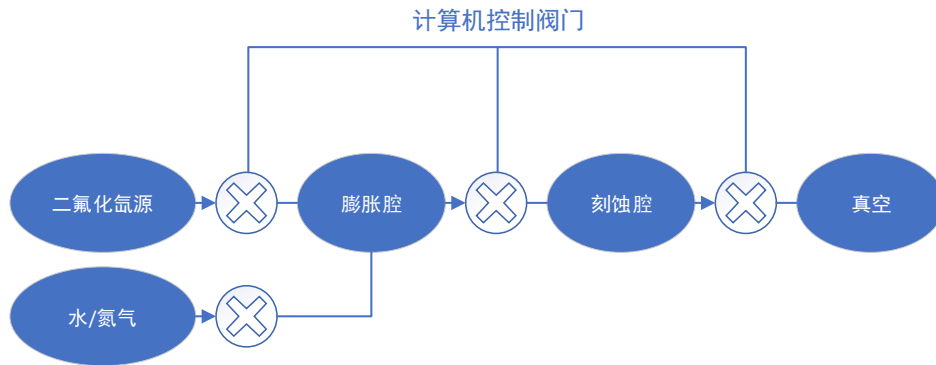 计算机控制阀门
二氟化氙源
膨胀腔
刻蚀腔
真空
水/氮气